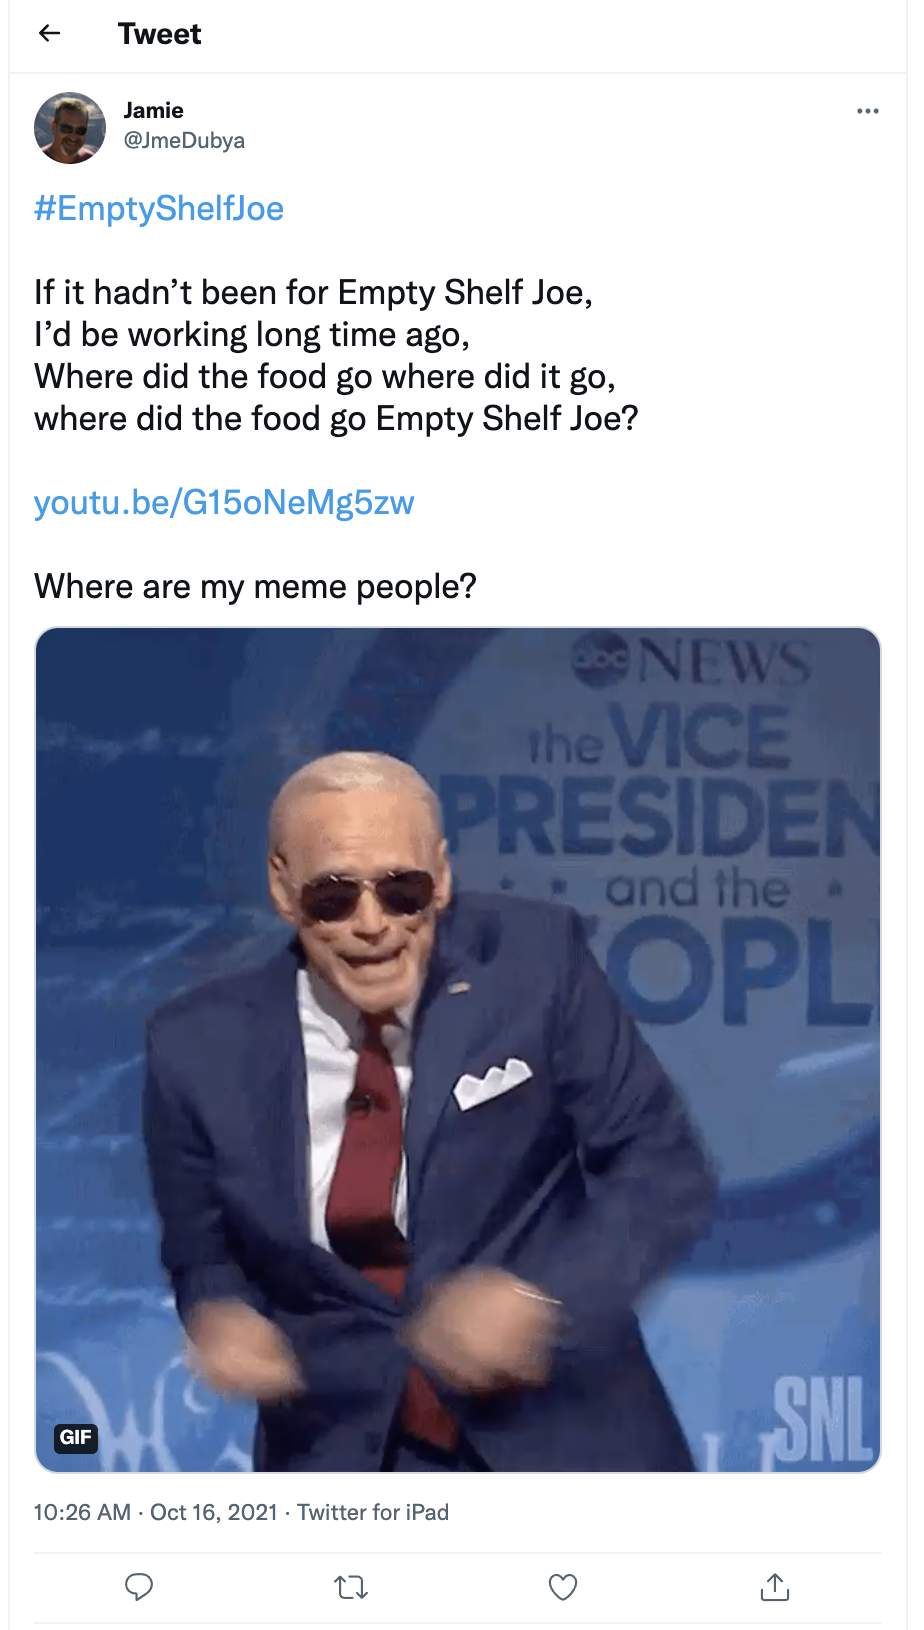 Tweet
Jamie
@JmeDubya
#EmptyShelfJoe
If it hadn’t been for Empty Shelf Joe,
I’d be working long time ago,
Where did the food go where did it go,
where did the food go Empty Shelf Joe?
youtu.be/G15oNeMg5zw
Where are my meme people?
abc NEWS
the VICE
PRESIDEN
and the
OPL
SNL
GIF
10:26 AM · Oct 16, 2021 · Twitter for iPad